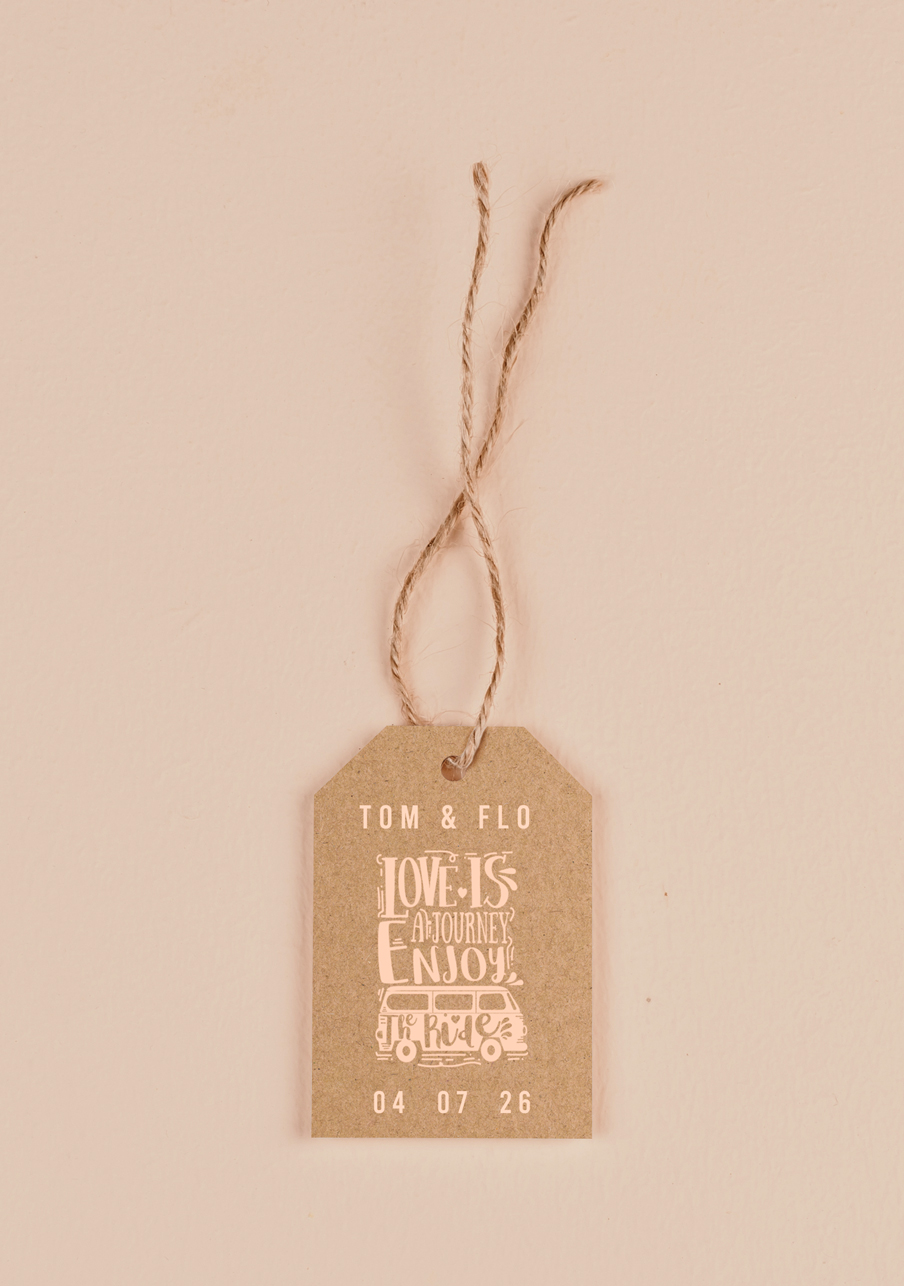 TOM & FLO
LOVE IS
A JOURNEY
ENJOY!
The Ride
04 07 26